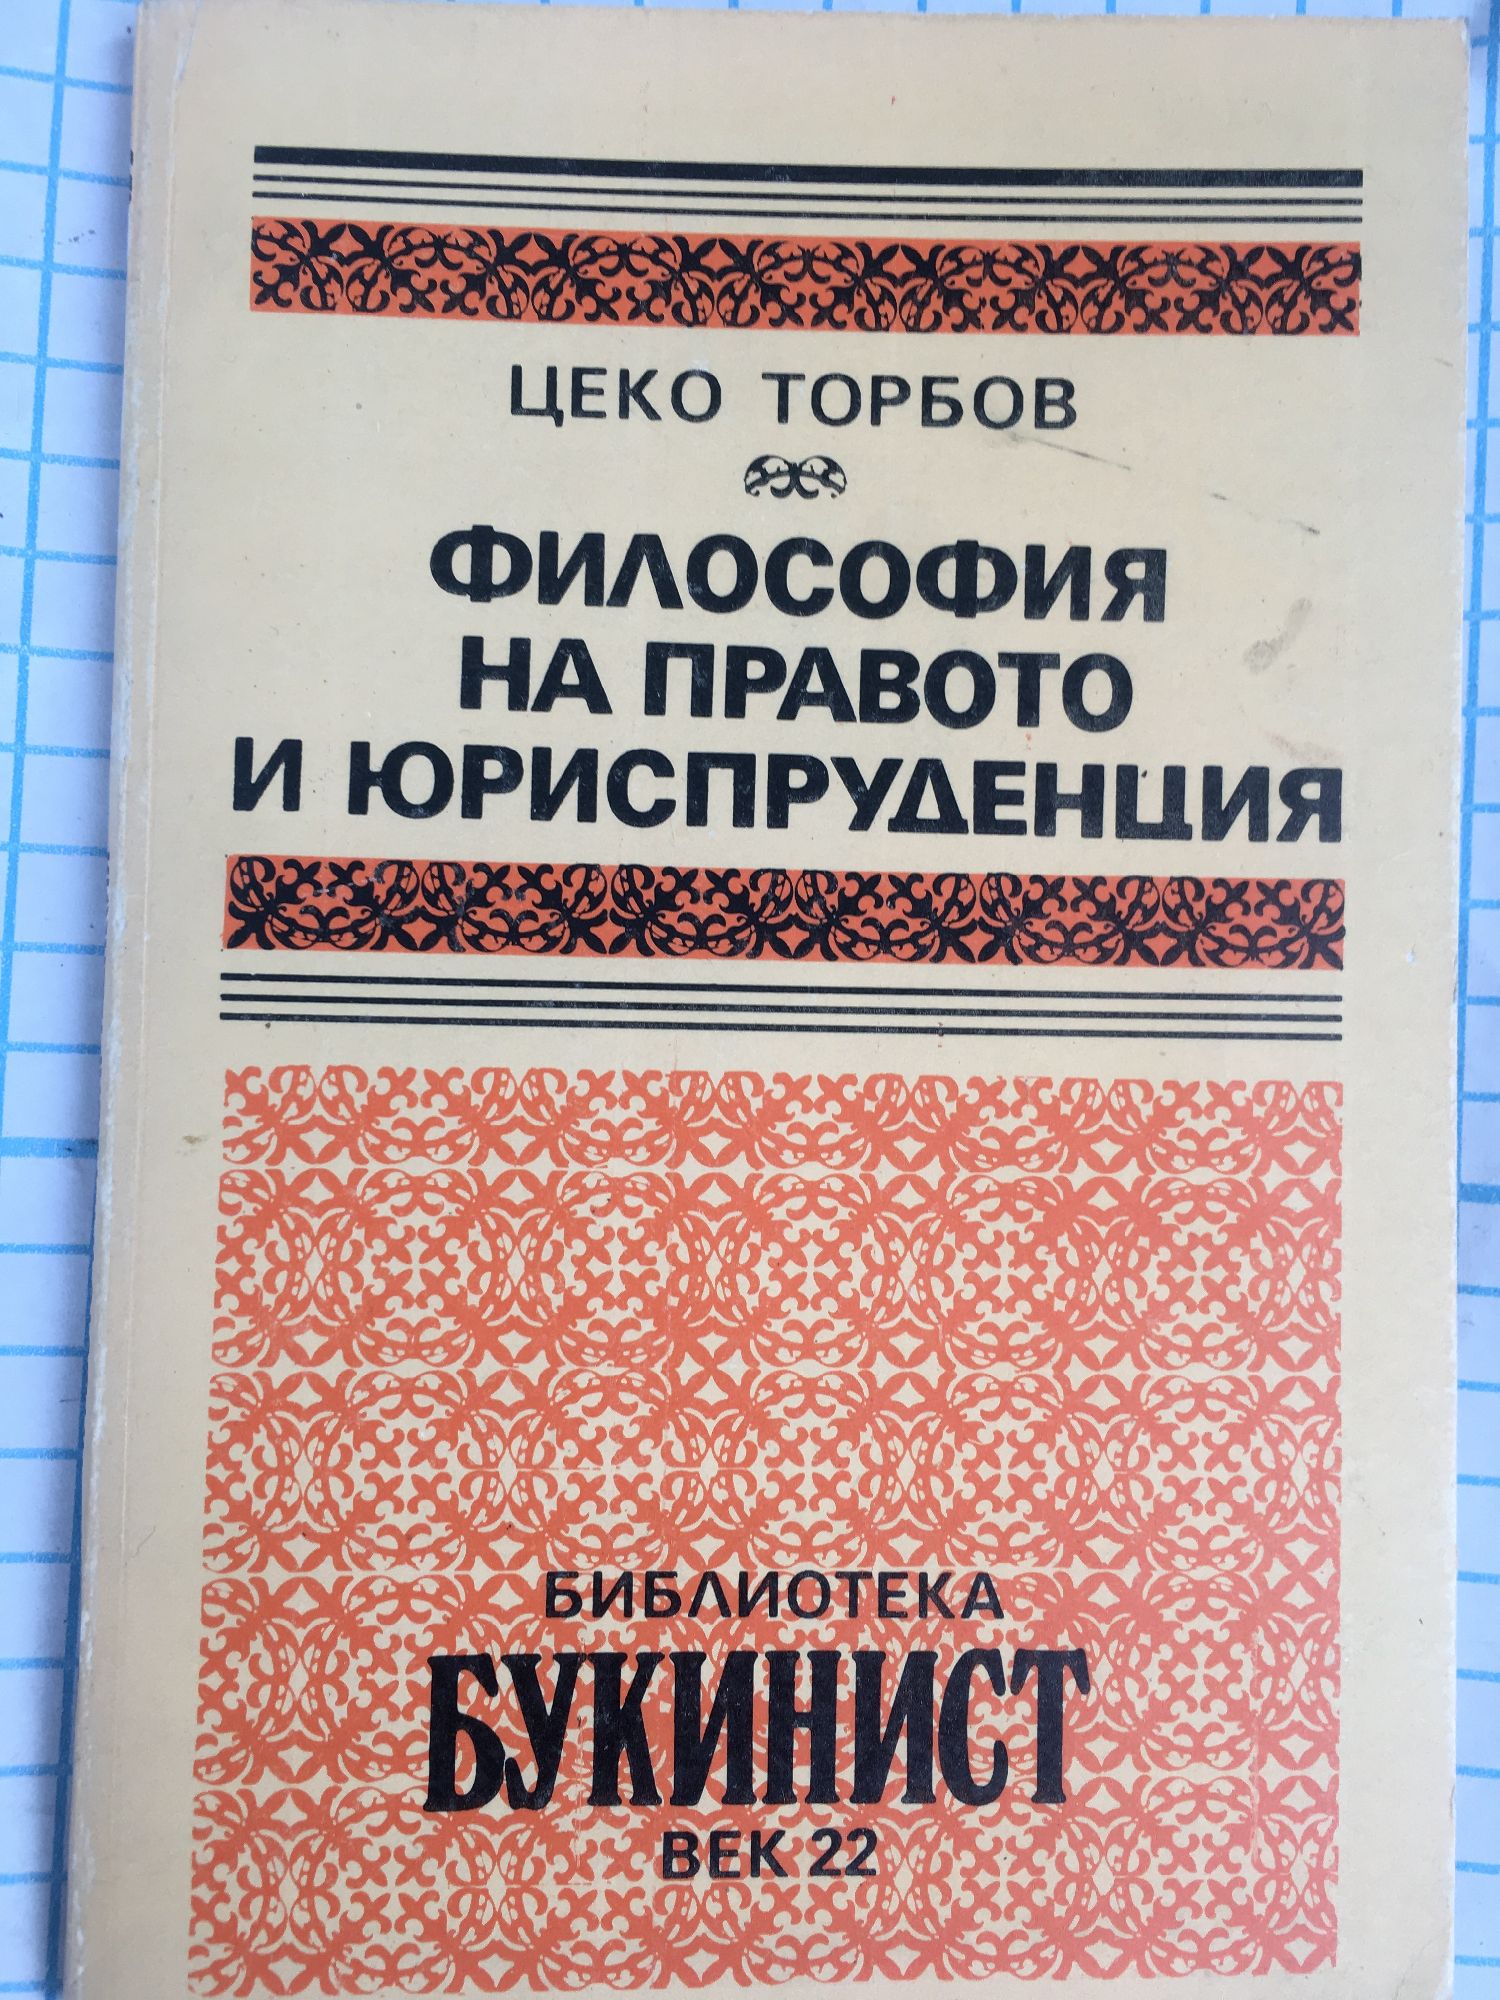 ЦЕКО ТОРБОВ
ФИЛОСОФИЯ
НА ПРАВОТО
И ЮРИСПРУДЕНЦИЯ
БИБЛИОТЕКА
БУКИНИСТ
ВЕК 22